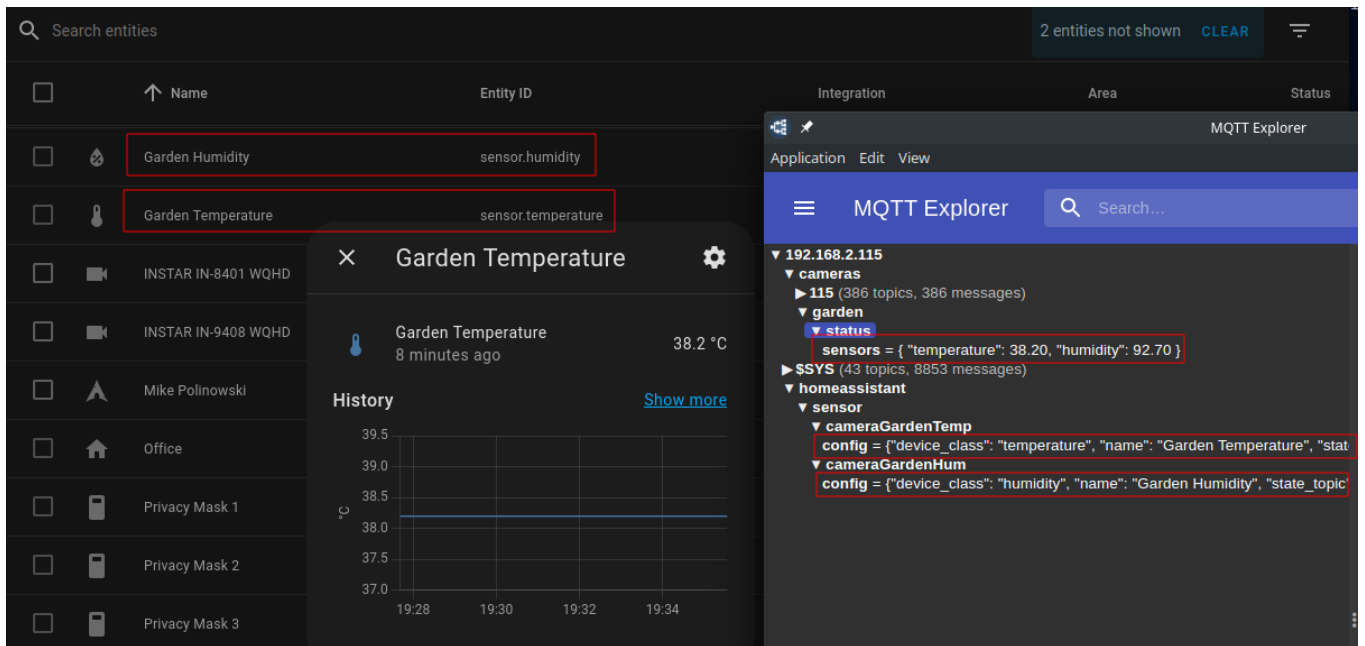 Search entities
2 entities not shown CLEAR
Name Entity ID Integration Area Status
Garden Humidity sensor.humidity
Garden Temperature sensor.temperature
INSTAR IN-8401 WQHD
INSTAR IN-9408 WQHD
Mike Polinowski
Office
Privacy Mask 1
Privacy Mask 2
Privacy Mask 3
Garden Temperature
Garden Temperature
8 minutes ago
38.2 °C
History Show more
39.5
39.0
38.5
38.0
37.5
37.0
°C
19:28 19:30 19:32 19:34
MQTT Explorer
Application Edit View
MQTT Explorer Search...
▼ 192.168.2.115
▼ cameras
▶ 115 (386 topics, 386 messages)
▼ garden
▼ status
sensors = { "temperature": 38.20, "humidity": 92.70 }
▶ $SYS (43 topics, 8853 messages)
▼ homeassistant
▼ sensor
▼ cameraGardenTemp
config = {"device_class": "temperature", "name": "Garden Temperature", "stat
▼ cameraGardenHum
config = {"device_class": "humidity", "name": "Garden Humidity", "state_topic"